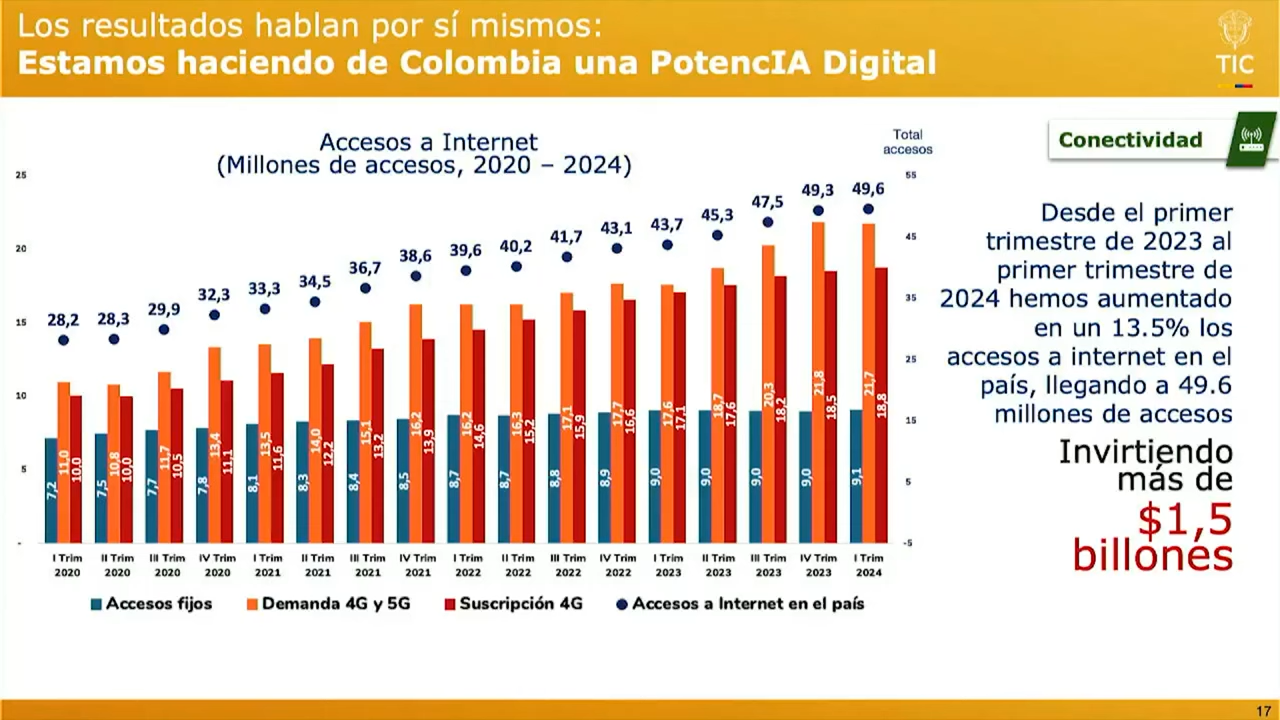 Los resultados hablan por sí mismos:
Estamos haciendo de Colombia una PotencIA Digital
TIC
Accesos a Internet
(Millones de accesos, 2020 – 2024)
Total
accesos
Conectividad
25
20
15
10
5
-
55
45
35
25
15
5
-5
28,2
28,3
29,9
32,3
33,3
34,5
36,7
38,6
39,6
40,2
41,7
43,1
43,7
45,3
47,5
49,3
49,6
7,2 11,0 10,0
7,5 10,8 10,0
7,7 11,7 10,5
7,8 13,4 11,1
8,1 13,5 11,6
8,3 14,0 12,2
8,4 15,1 13,2
8,5 16,2 13,9
8,7 16,2 14,6
8,7 16,3 15,2
8,8 17,1 15,9
8,9 17,7 16,6
9,0 17,6 17,1
9,0 18,7 17,6
9,0 20,3 18,2
9,0 21,8 18,5
9,1 21,7 18,8
I Trim II Trim III Trim IV Trim I Trim II Trim III Trim IV Trim I Trim II Trim III Trim IV Trim I Trim II Trim III Trim IV Trim I Trim
2020 2020 2020 2020 2021 2021 2021 2021 2022 2022 2022 2022 2023 2023 2023 2023 2024
Accesos fijos Demanda 4G y 5G Suscripción 4G Accesos a Internet en el país
Desde el primer
trimestre de 2023 al
primer trimestre de
2024 hemos aumentado
en un 13.5% los
accesos a internet en el
país, llegando a 49.6
millones de accesos
Invirtiendo
más de
$1,5
billones
17